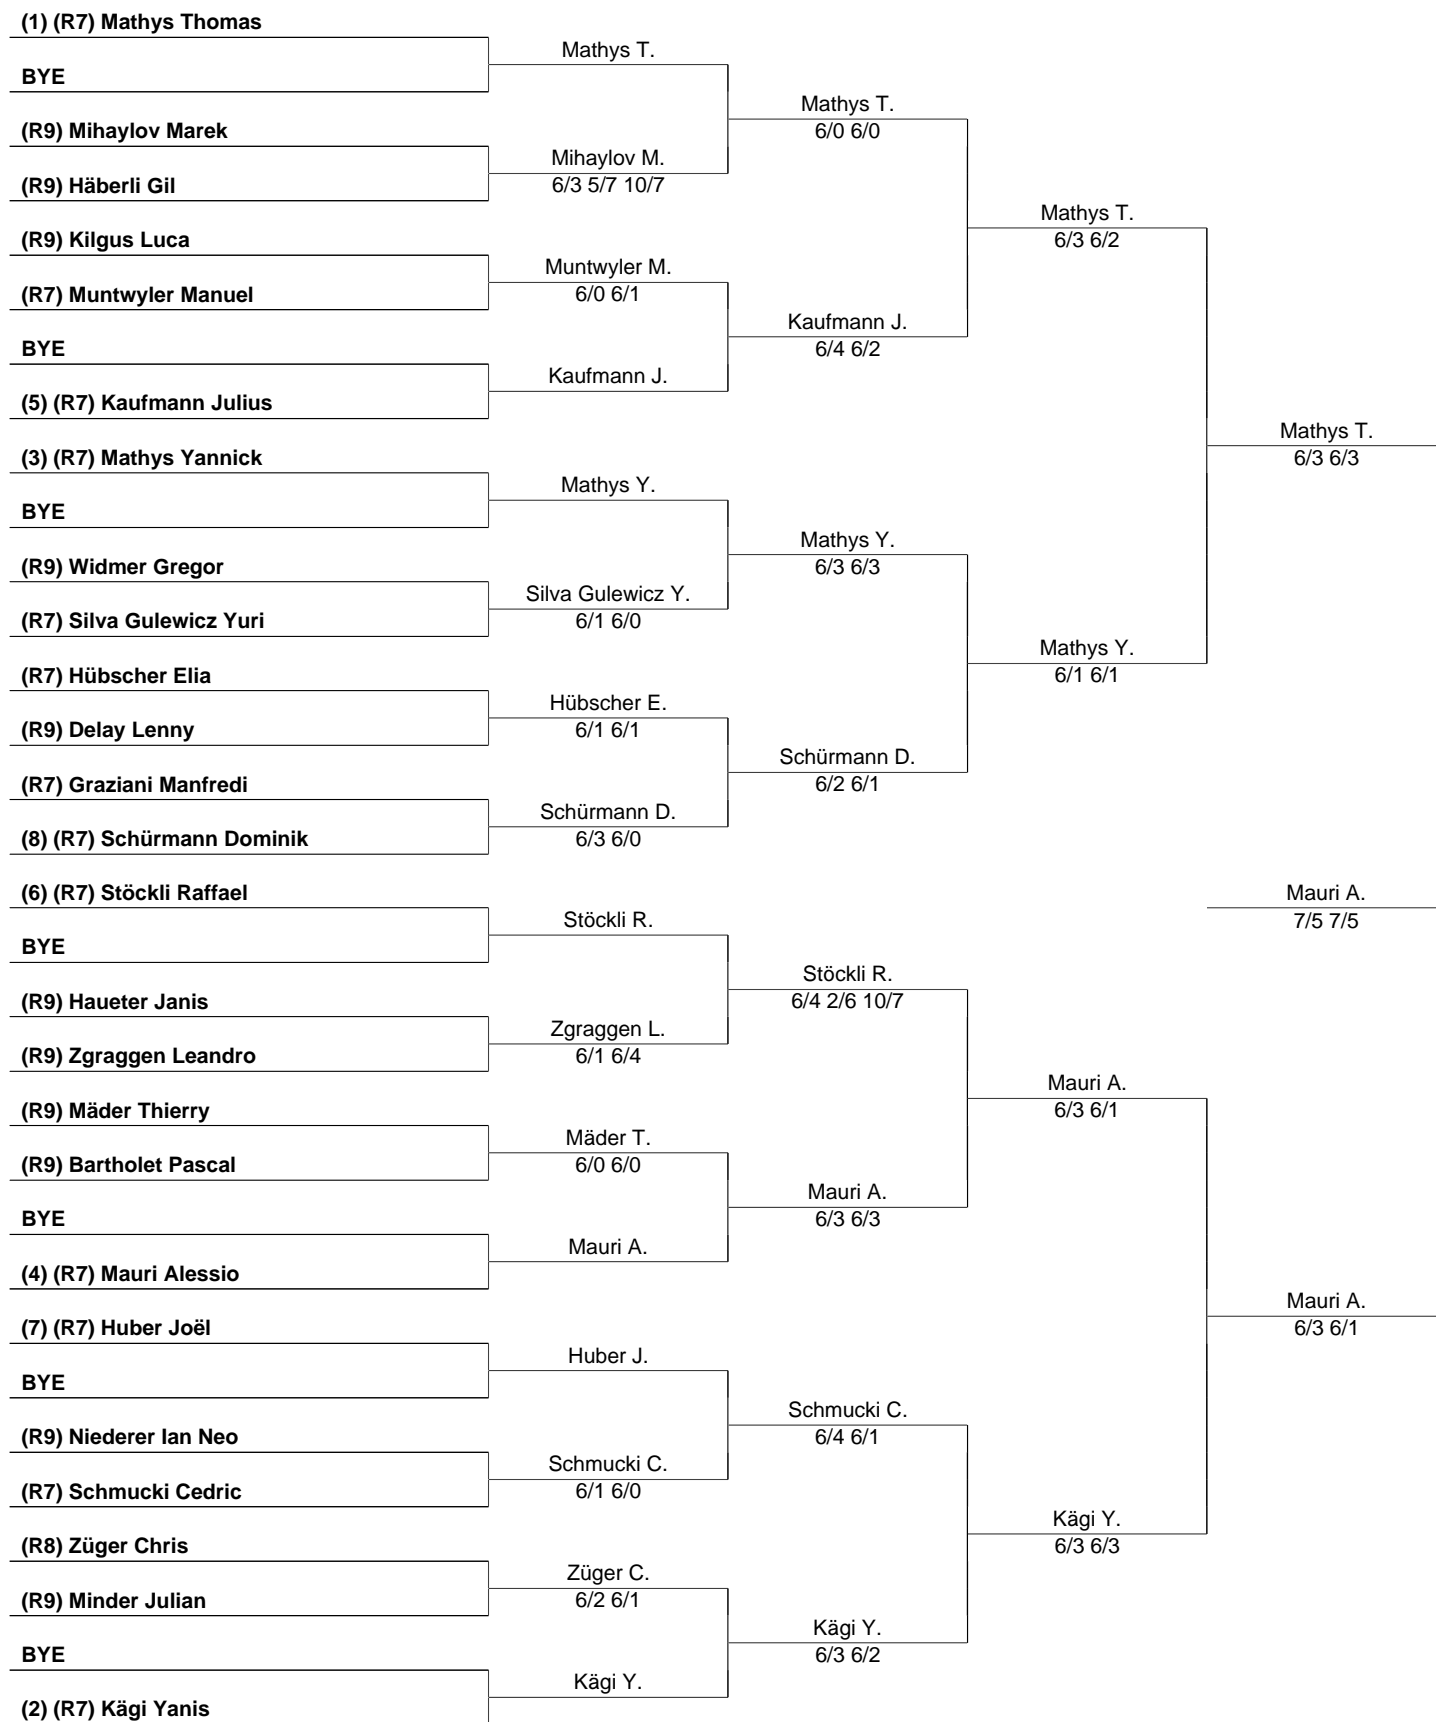 (1) (R7) Mathys Thomas
BYE
(R9) Mihaylov Marek
(R9) Häberli Gil
(R9) Kilgus Luca
(R7) Muntwyler Manuel
BYE
(5) (R7) Kaufmann Julius
(3) (R7) Mathys Yannick
BYE
(R9) Widmer Gregor
(R7) Silva Gulewicz Yuri
(R7) Hübscher Elia
(R9) Delay Lenny
(R7) Graziani Manfredi
(8) (R7) Schürmann Dominik
(6) (R7) Stöckli Raffael
BYE
(R9) Haueter Janis
(R9) Zgraggen Leandro
(R9) Mäder Thierry
(R9) Bartholet Pascal
BYE
(4) (R7) Mauri Alessio
(7) (R7) Huber Joël
BYE
(R9) Niederer Ian Neo
(R7) Schmucki Cedric
(R8) Züger Chris
(R9) Minder Julian
BYE
(2) (R7) Kägi Yanis
Mathys T.
Mihaylov M.
6/3 5/7 10/7
Muntwyler M.
6/0 6/1
Kaufmann J.
Mathys Y.
Silva Gulewicz Y.
6/1 6/0
Hübscher E.
6/1 6/1
Schürmann D.
6/3 6/0
Stöckli R.
Zgraggen L.
6/1 6/4
Mäder T.
6/0 6/0
Mauri A.
Huber J.
Schmucki C.
6/1 6/0
Züger C.
6/2 6/1
Kägi Y.
Mathys T.
6/0 6/0
Kaufmann J.
6/4 6/2
Mathys Y.
6/3 6/3
Schürmann D.
6/2 6/1
Stöckli R.
6/4 2/6 10/7
Mauri A.
6/3 6/3
Schmucki C.
6/4 6/1
Kägi Y.
6/3 6/2
Mathys T.
6/3 6/2
Mathys Y.
6/1 6/1
Mauri A.
6/3 6/1
Kägi Y.
6/3 6/3
Mathys T.
6/3 6/3
Mauri A.
7/5 7/5
Mauri A.
6/3 6/1